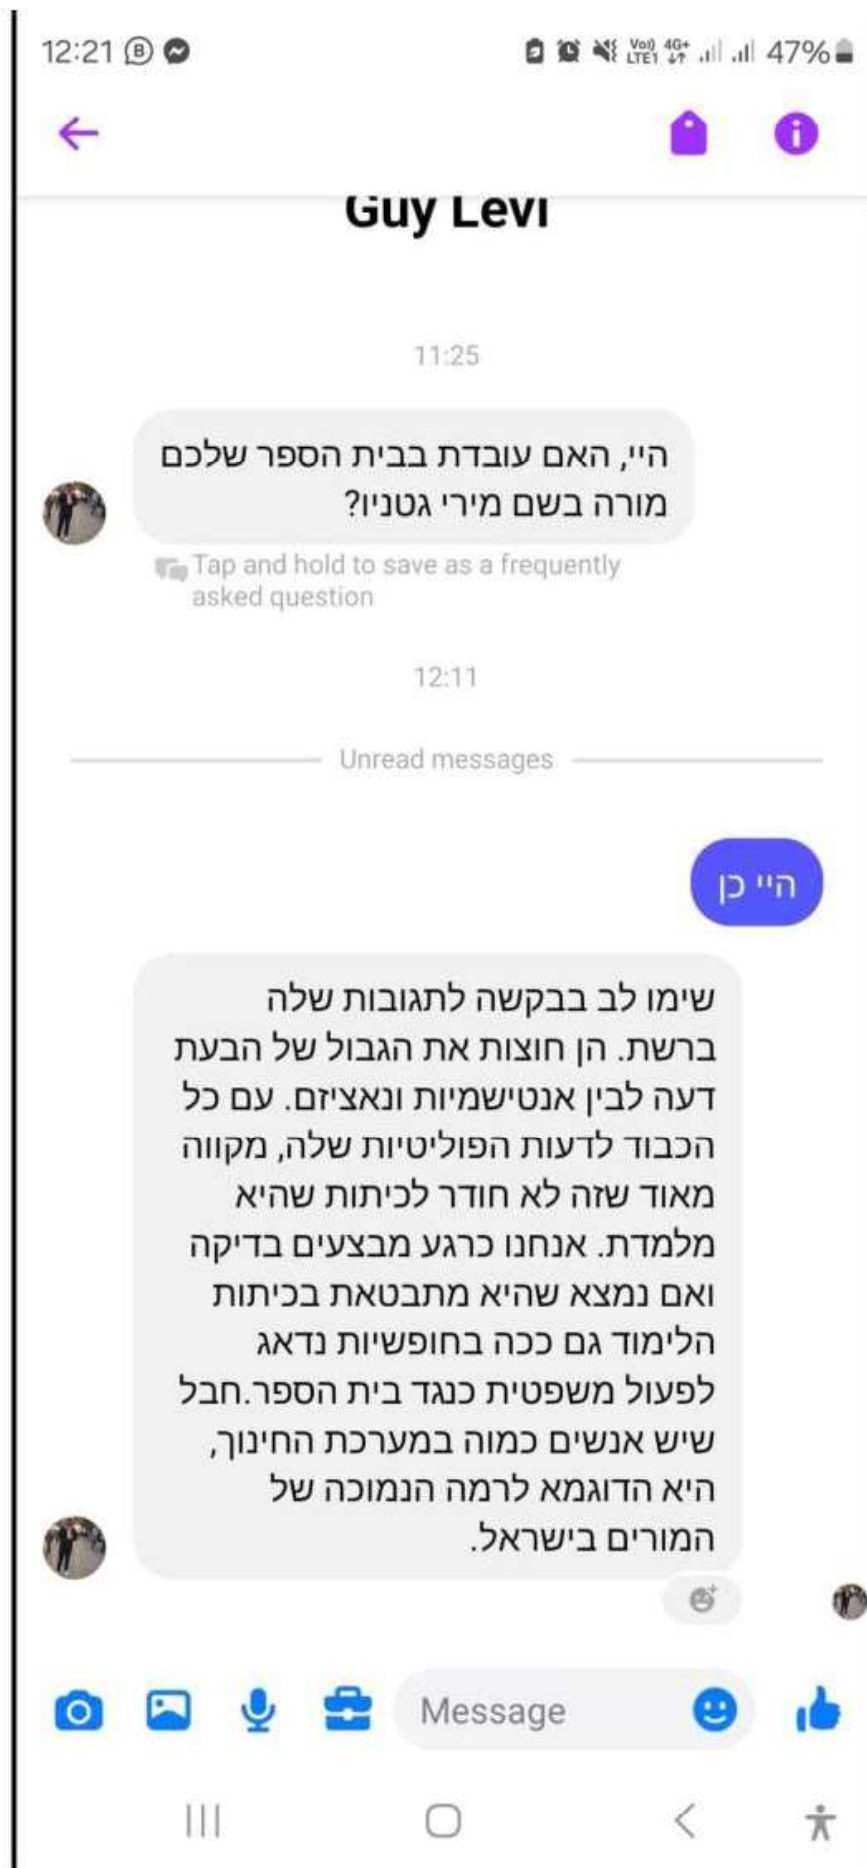 12:21
Vo) 4G+ 47%
LTE1
Guy Levi
11:25
היי, האם עובדת בבית הספר שלכם
מורה בשם מירי גטניו?
Tap and hold to save as a frequently
asked question
12:11
Unread messages
היי כן
שימו לב בבקשה לתגובות שלה
ברשת. הן חוצות את הגבול של הבעת
דעה לבין אנטישמיות ונאציזם. עם כל
הכבוד לדעות הפוליטיות שלה, מקווה
מאוד שזה לא חודר לכיתות שהיא
מלמדת. אנחנו כרגע מבצעים בדיקה
ואם נמצא שהיא מתבטאת בכיתות
הלימוד גם ככה בחופשיות נדאג
לפעול משפטית כנגד בית הספר.חבל
שיש אנשים כמוה במערכת החינוך,
היא הדוגמא לרמה הנמוכה של
המורים בישראל.
Message